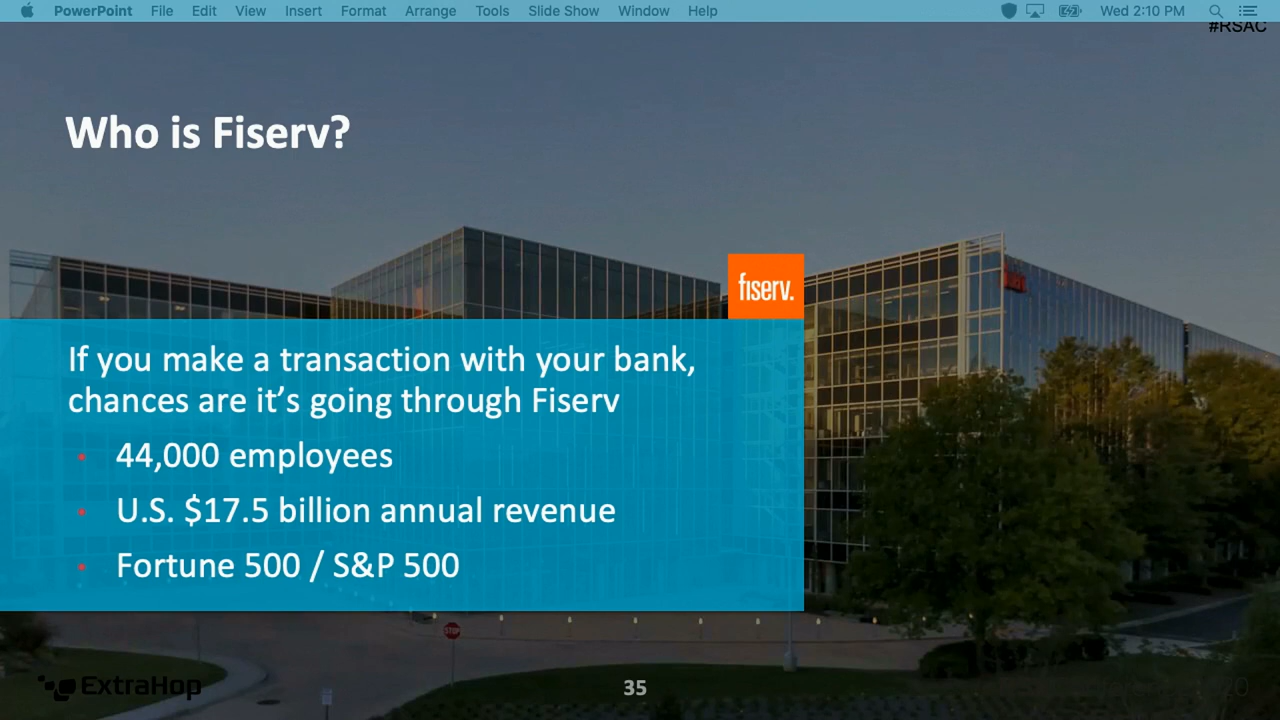 PowerPoint File Edit View Insert Format Arrange Tools Slide Show Window Help Wed 2:10 PM
#RSAC
Who is Fiserv?
fiserv.
If you make a transaction with your bank,
chances are it's going through Fiserv
• 44,000 employees
• U.S. $17.5 billion annual revenue
• Fortune 500 / S&P 500
STOP
ExtraHop
35